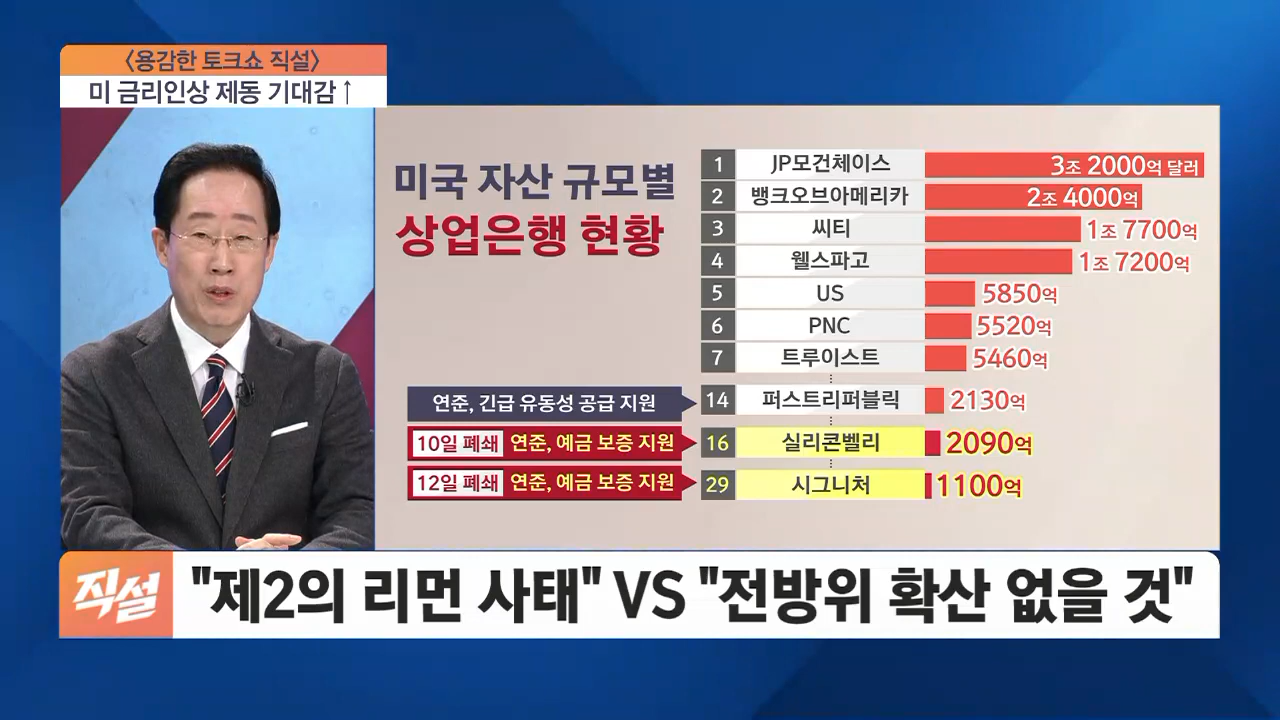 〈용감한 토크쇼 직설〉
미 금리인상 제동 기대감↑
미국 자산 규모별
상업은행 현황
1 JP모건체이스 3조 2000억 달러
2 뱅크오브아메리카 2조 4000억
3 씨티 1조 7700억
4 웰스파고 1조 7200억
5 US 5850억
6 PNC 5520억
7 트루이스트 5460억
연준, 긴급 유동성 공급 지원 14 퍼스트리퍼블릭 2130억
10일 폐쇄 연준, 예금 보증 지원 16 실리콘벨리 2090억
12일 폐쇄 연준, 예금 보증 지원 29 시그니처 1100억
직설 "제2의 리먼 사태" VS "전방위 확산 없을 것"